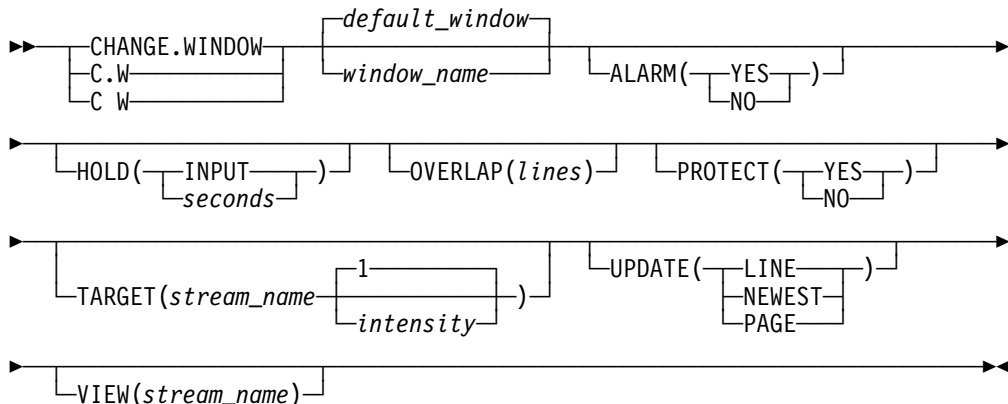 default_window
CHANGE.WINDOW
C.W
C W
window_name
ALARM( YES )
NO
HOLD( INPUT )
seconds
OVERLAP(lines)
PROTECT( YES )
NO
1
TARGET(stream_name )
intensity
UPDATE( LINE )
NEWEST
PAGE
VIEW(stream_name)